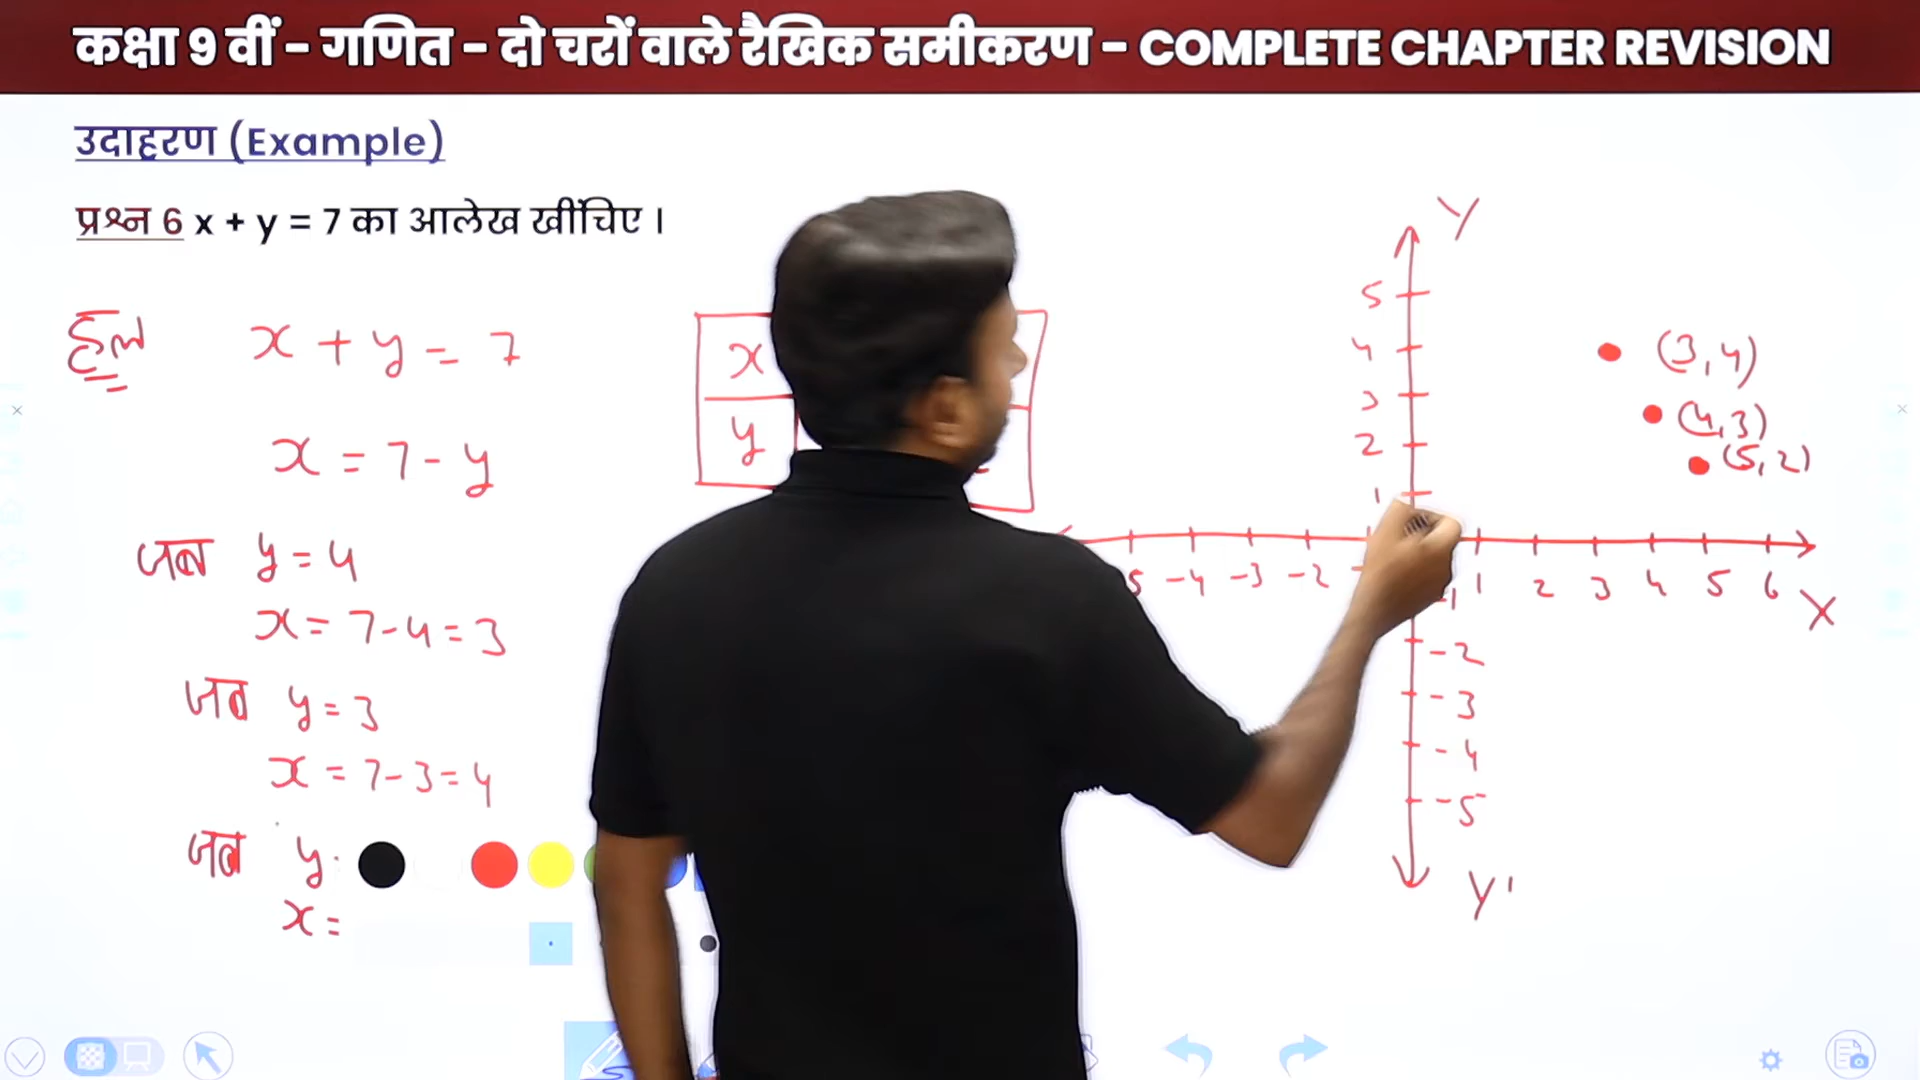 कक्षा 9 वीं – गणित – दो चरों वाले रैखिक समीकरण – COMPLETE CHAPTER REVISION
उदाहरण (Example)
प्रश्न 6 x + y = 7 का आलेख खींचिए ।
हल x + y = 7
x = 7 - y
जब y = 4
x = 7 - 4 = 3
जब y = 3
x = 7 - 3 = 4
जब y
x =
x
y
Y
5
4
3
2
1
(3, 4)
(4, 3)
(5, 2)
5 -4 -3 -2
1 2 3 4 5 6
X
-1
-2
-3
-4
-5
Y'